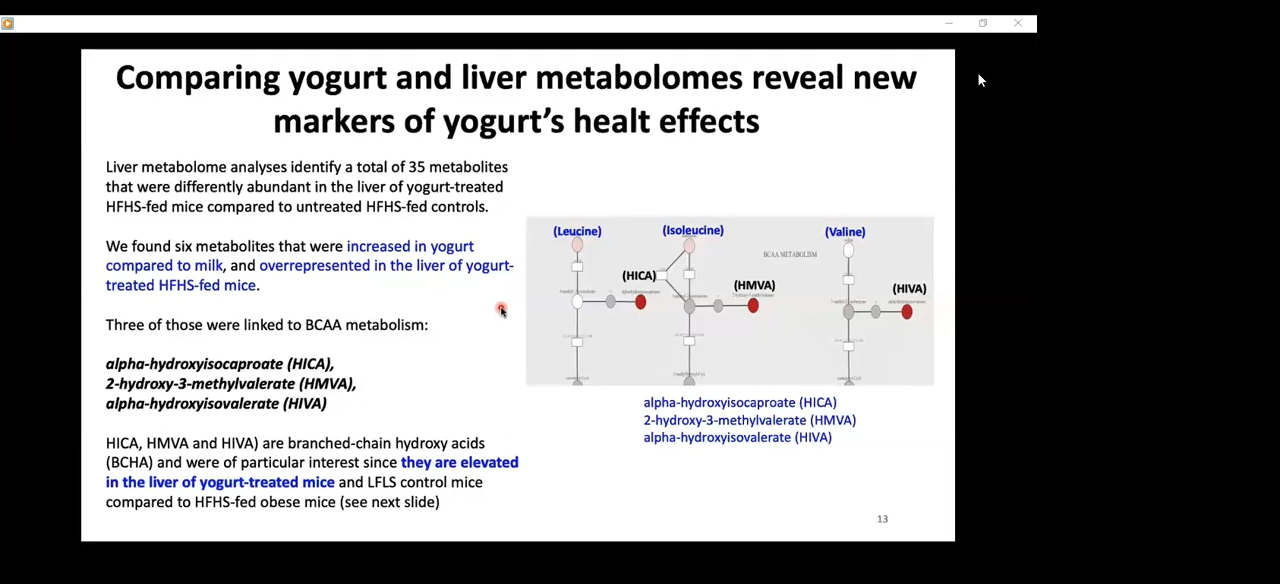 Comparing yogurt and liver metabolomes reveal new
markers of yogurt's healt effects
Liver metabolome analyses identify a total of 35 metabolites
that were differently abundant in the liver of yogurt-treated
HFHS-fed mice compared to untreated HFHS-fed controls.
We found six metabolites that were increased in yogurt
compared to milk, and overrepresented in the liver of yogurt-
treated HFHS-fed mice.
Three of those were linked to BCAA metabolism:
alpha-hydroxyisocaproate (HICA),
2-hydroxy-3-methylvalerate (HMVA),
alpha-hydroxyisovalerate (HIVA)
HICA, HMVA and HIVA) are branched-chain hydroxy acids
(BCHA) and were of particular interest since they are elevated
in the liver of yogurt-treated mice and LFLS control mice
compared to HFHS-fed obese mice (see next slide)
(Leucine)
(Isoleucine)
(Valine)
BCAA METABOLISM
(HICA)
(HMVA)
(HIVA)
alpha-hydroxyisocaproate (HICA)
2-hydroxy-3-methylvalerate (HMVA)
alpha-hydroxyisovalerate (HIVA)
13